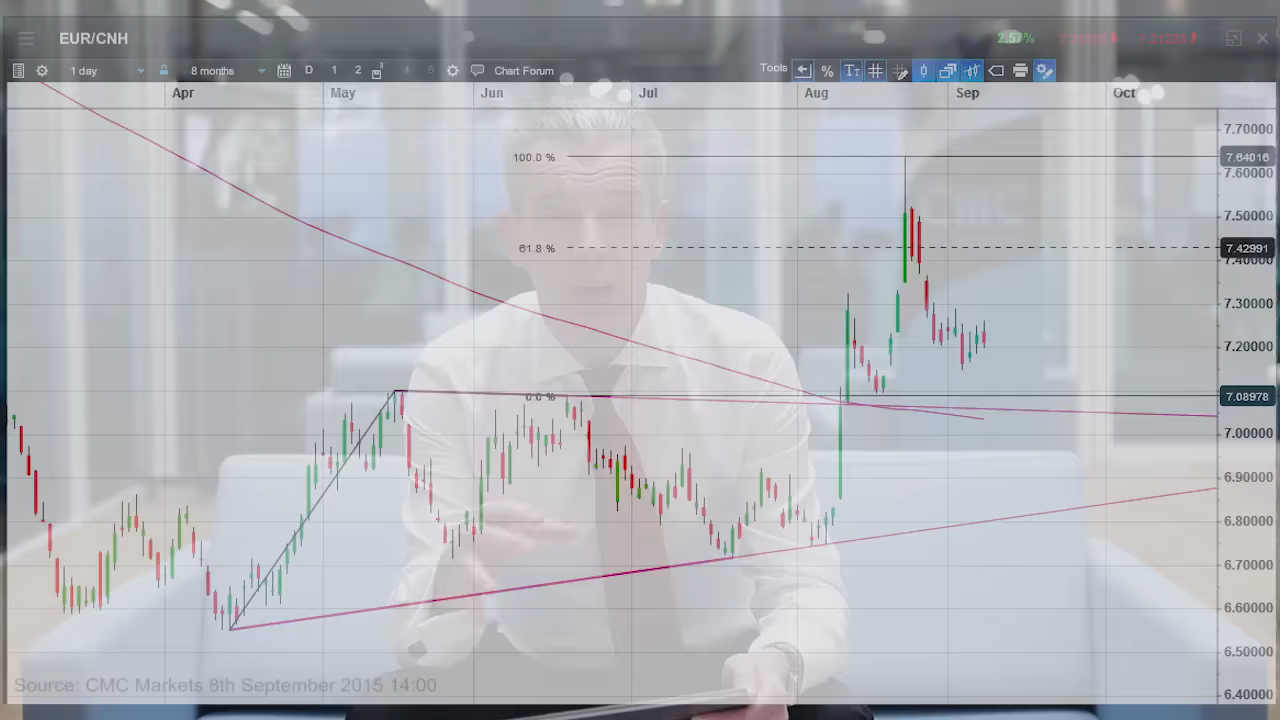 EUR/CNH
2.57%
1 day
8 months
D
1
2
3
4
5
Chart Forum
Tools
%
Apr
May
Jun
Jul
Aug
Sep
Oct
7.70000
100.0 %
7.64016
7.60000
7.50000
61.8 %
7.42991
7.40000
7.30000
7.20000
0.0 %
7.08978
7.00000
6.90000
6.80000
6.70000
6.60000
6.50000
6.40000
Source: CMC Markets 8th September 2015 14:00